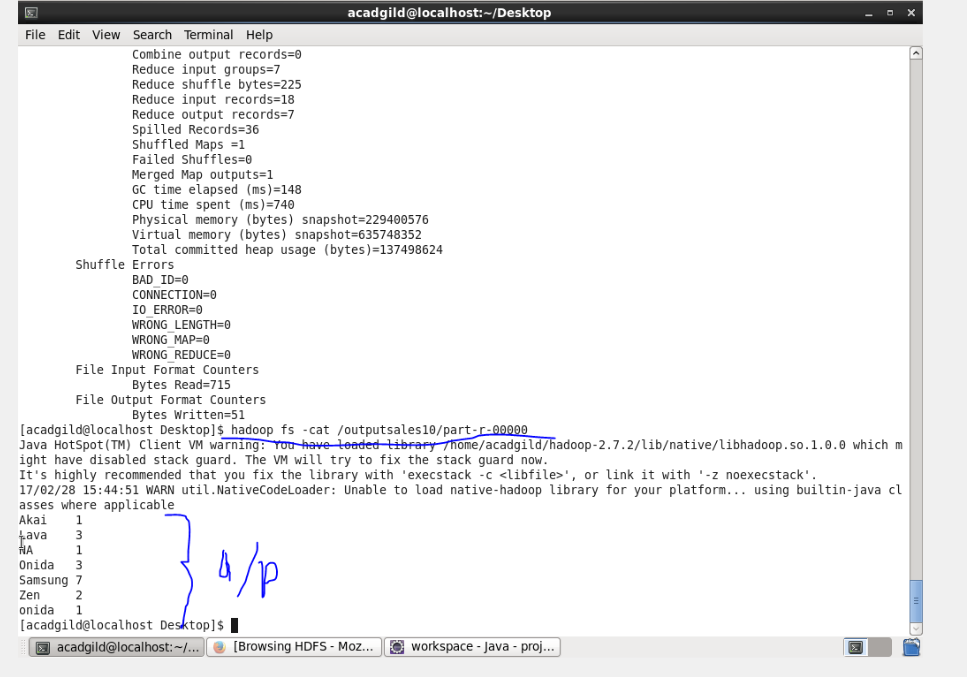 acadgild@localhost:~/Desktop
File Edit View Search Terminal Help
Combine output records=0
Reduce input groups=7
Reduce shuffle bytes=225
Reduce input records=18
Reduce output records=7
Spilled Records=36
Shuffled Maps =1
Failed Shuffles=0
Merged Map outputs=1
GC time elapsed (ms)=148
CPU time spent (ms)=740
Physical memory (bytes) snapshot=229400576
Virtual memory (bytes) snapshot=635748352
Total committed heap usage (bytes)=137498624
Shuffle Errors
BAD_ID=0
CONNECTION=0
IO_ERROR=0
WRONG_LENGTH=0
WRONG_MAP=0
WRONG_REDUCE=0
File Input Format Counters
Bytes Read=715
File Output Format Counters
Bytes Written=51
[acadgild@localhost Desktop]$ hadoop fs -cat /outputsales10/part-r-00000
Java HotSpot(TM) Client VM warning: You have loaded library /home/acadgild/hadoop-2.7.2/lib/native/libhadoop.so.1.0.0 which m
ight have disabled stack guard. The VM will try to fix the stack guard now.
It's highly recommended that you fix the library with 'execstack -c <libfile>', or link it with '-z noexecstack'.
17/02/28 15:44:51 WARN util.NativeCodeLoader: Unable to load native-hadoop library for your platform... using builtin-java cl
asses where applicable
Akai 1
Lava 3
NA 1
Onida 3
Samsung 7
Zen 2
onida 1
[acadgild@localhost Desktop]$
acadgild@localhost:~/... [Browsing HDFS - Moz... workspace - Java - proj...